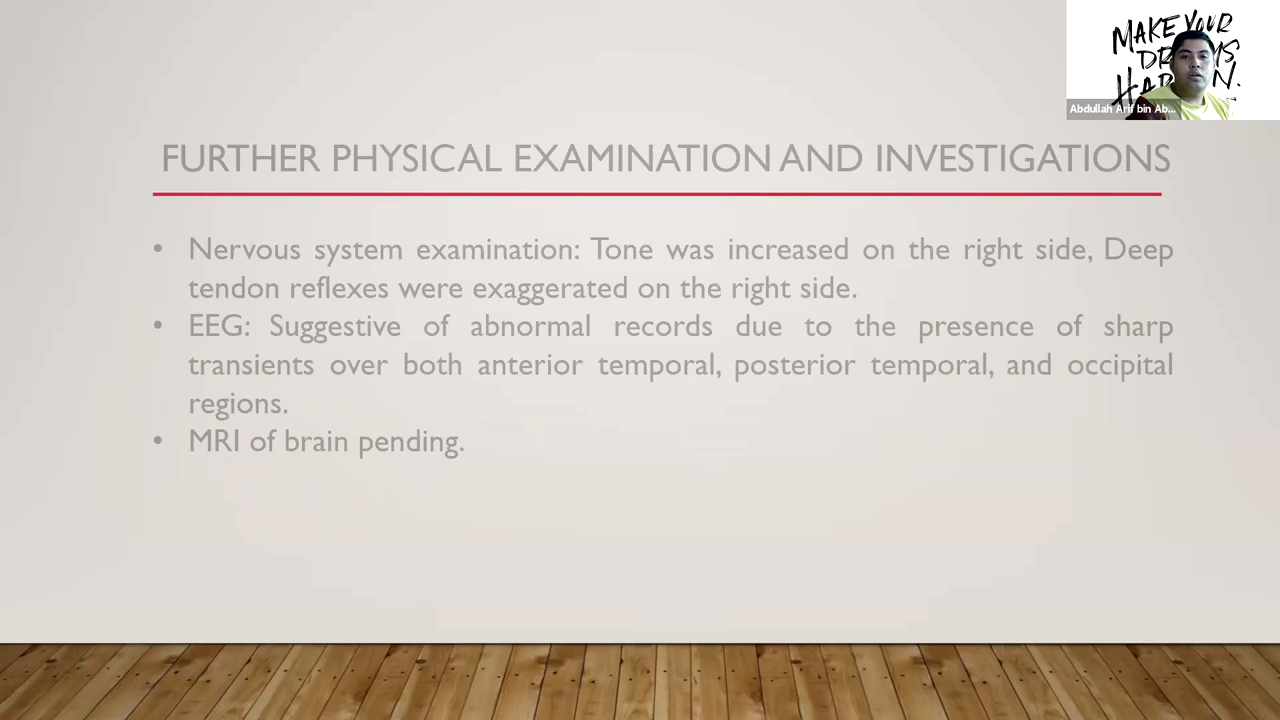 MAKE YOUR
FURTHER PHYSICAL EXAMINATION AND INVESTIGATIONS
• Nervous system examination: Tone was increased on the right side, Deep
tendon reflexes were exaggerated on the right side.
• EEG: Suggestive of abnormal records due to the presence of sharp
transients over both anterior temporal, posterior temporal, and occipital
regions.
• MRI of brain pending.
Abdullah Arif bin Ab...